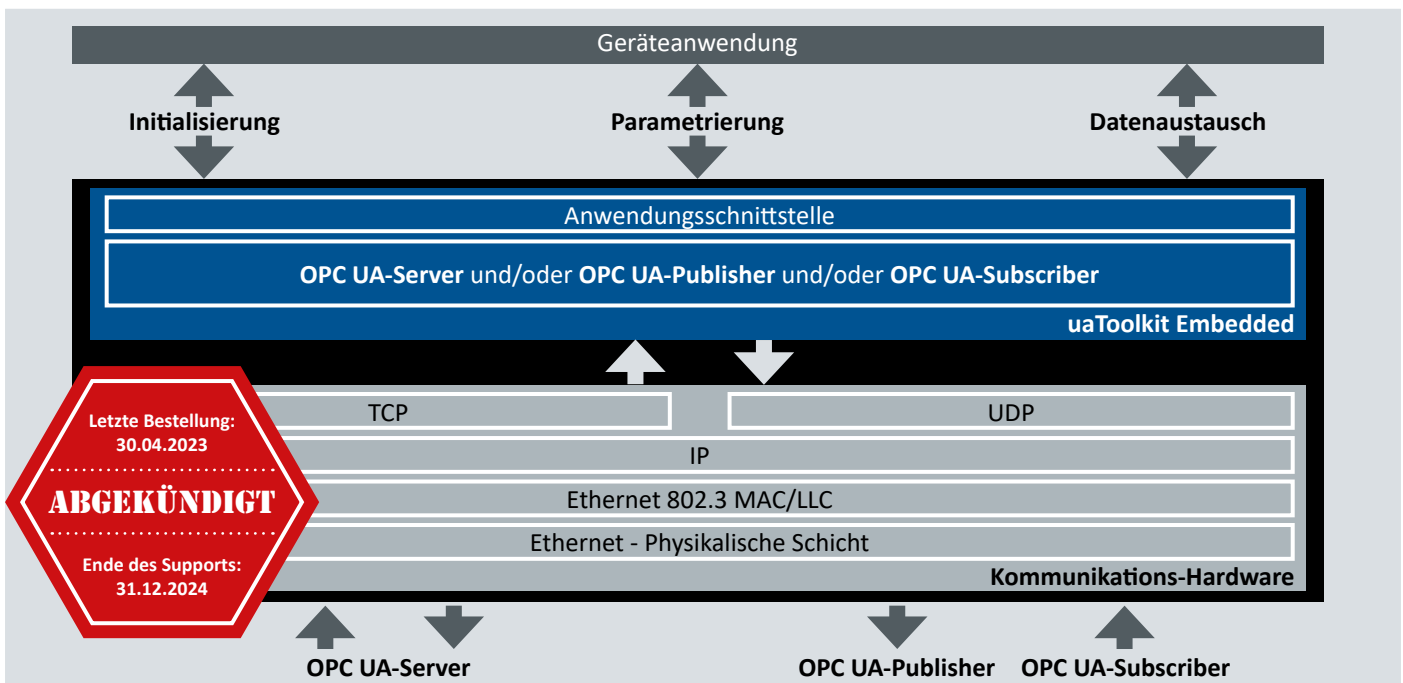 Geräteanwendung
Initialisierung
Parametrierung
Datenaustausch
Anwendungsschnittstelle
OPC UA-Server und/oder OPC UA-Publisher und/oder OPC UA-Subscriber
uaToolkit Embedded
TCP
UDP
IP
Ethernet 802.3 MAC/LLC
Ethernet - Physikalische Schicht
Kommunikations-Hardware
Letzte Bestellung:
30.04.2023
ABGEKÜNDIGT
Ende des Supports:
31.12.2024
OPC UA-Server
OPC UA-Publisher
OPC UA-Subscriber